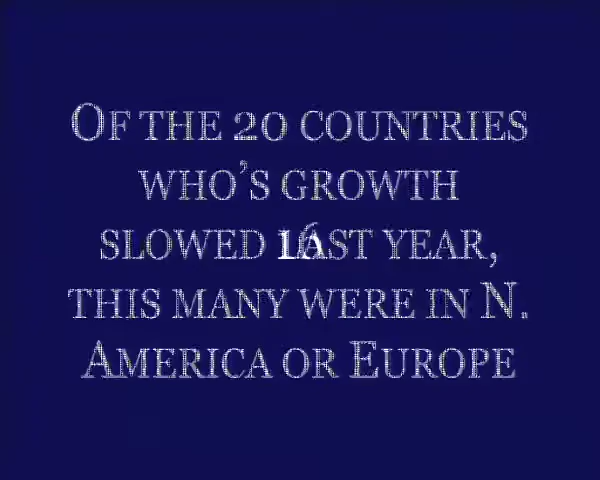 OF THE 20 COUNTRIES
WHO'S GROWTH
SLOWED LAST YEAR,
16
THIS MANY WERE IN N.
AMERICA OR EUROPE